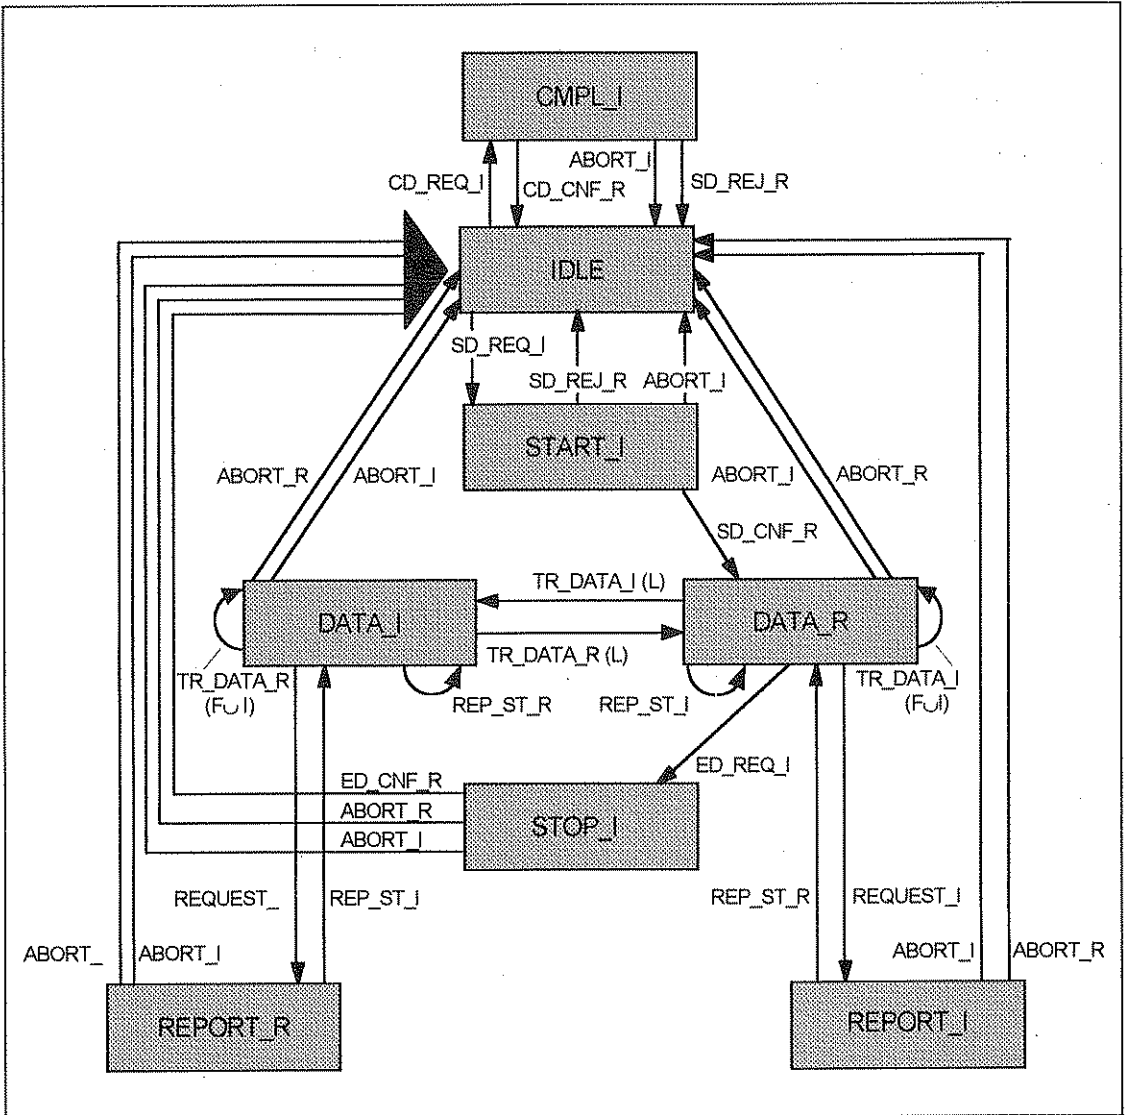 CMPL_I
CD_REQ_I
CD_CNF_R
ABORT_I
SD_REJ_R
IDLE
SD_REQ_I
SD_REJ_R
ABORT_I
START_I
ABORT_R
ABORT_I
ABORT_I
ABORT_R
SD_CNF_R
DATA_I
TR_DATA_I (L)
DATA_R
TR_DATA_R (L)
TR_DATA_R
(F∪I)
REP_ST_R
REP_ST_I
TR_DATA_I
(F∪I)
ED_REQ_I
ED_CNF_R
ABORT_R
ABORT_I
STOP_I
REQUEST_
REP_ST_I
REP_ST_R
REQUEST_I
ABORT_
ABORT_I
ABORT_I
ABORT_R
REPORT_R
REPORT_I